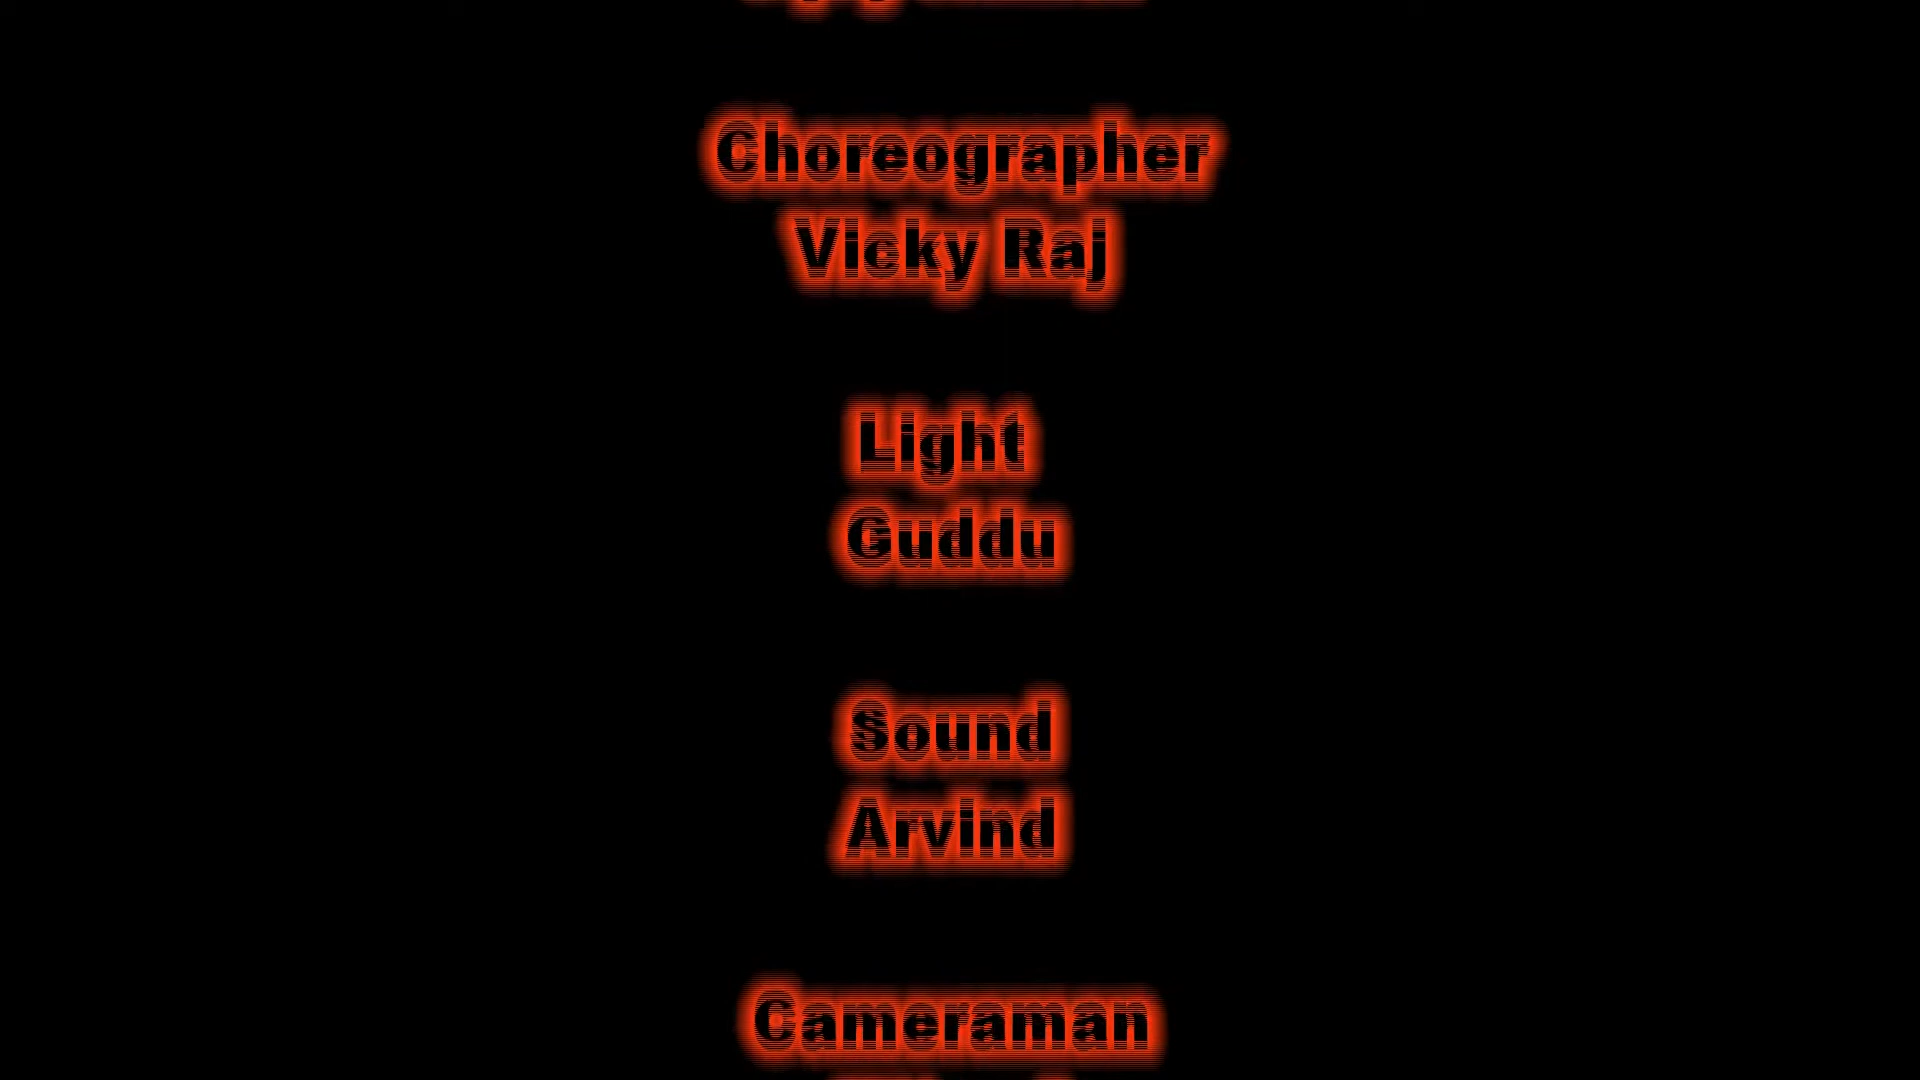 Choreographer
Vicky Raj
Light
Guddu
Sound
Arvind
Cameraman